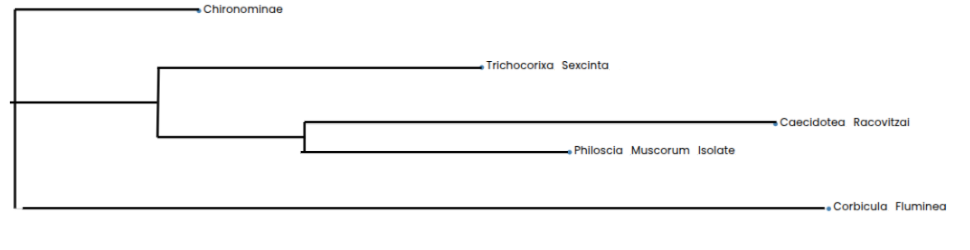 Chironominae
Trichocorixa Sexcinta
Caecidotea Racovitzai
Philoscia Muscorum Isolate
Corbicula Fluminea